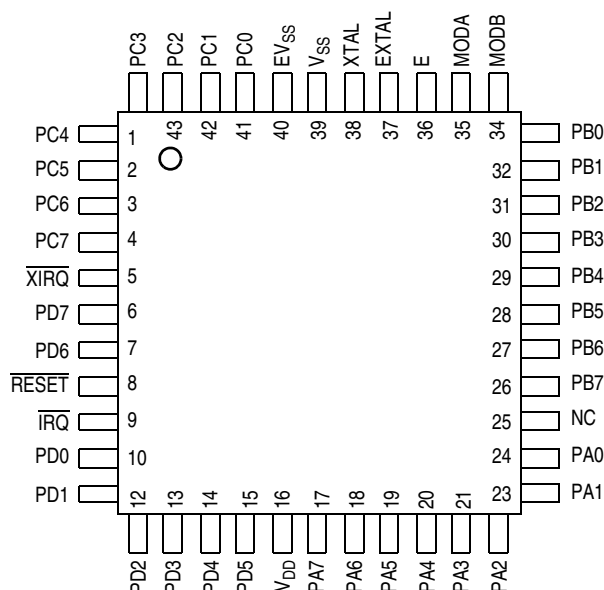 PC3
PC2
PC1
PC0
EVSS
VSS
XTAL
EXTAL
E
MODA
MODB
43
42
41
40
39
38
37
36
35
34
PC4 1
PB0
PC5 2
32 PB1
PC6 3
31 PB2
PC7 4
30 PB3
XIRQ 5
29 PB4
PD7 6
28 PB5
PD6 7
27 PB6
RESET 8
26 PB7
IRQ 9
25 NC
PD0 10
24 PA0
PD1
23 PA1
12
13
14
15
16
17
18
19
20
21
PD2
PD3
PD4
PD5
VDD
PA7
PA6
PA5
PA4
PA3
PA2